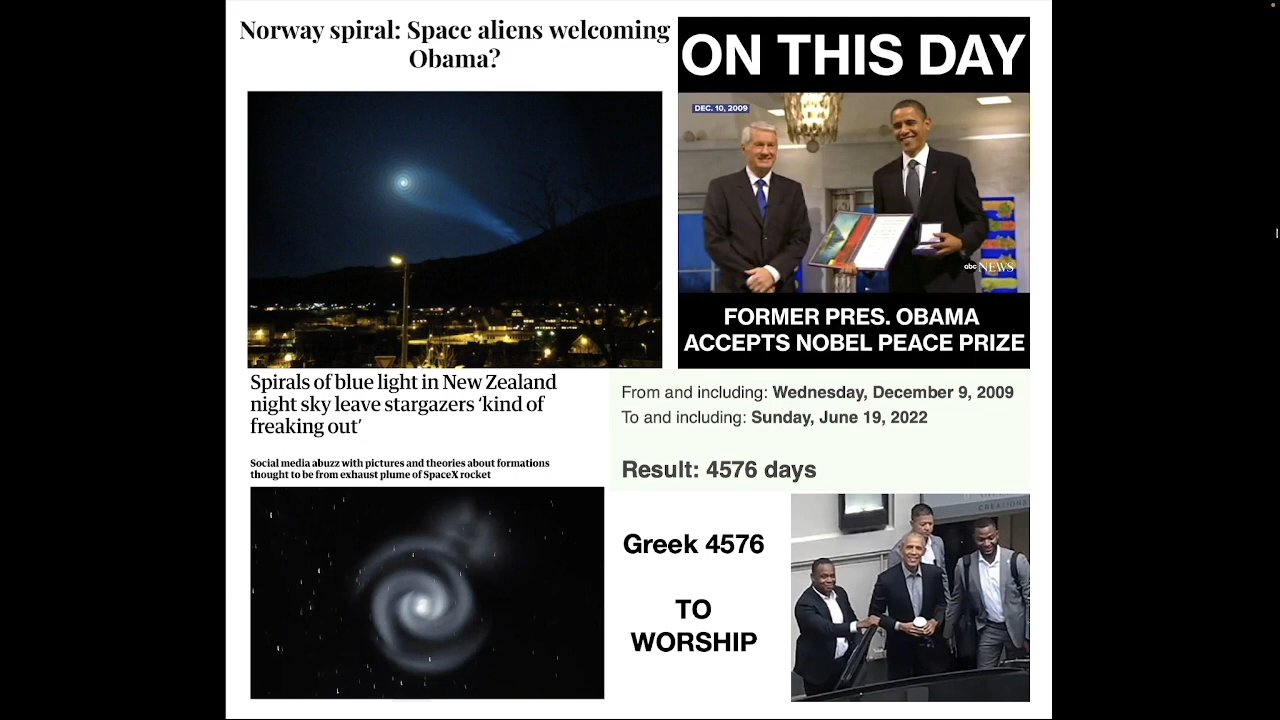 Norway spiral: Space aliens welcoming
Obama?
ON THIS DAY
DEC. 10, 2009
abc NEWS
FORMER PRES. OBAMA
ACCEPTS NOBEL PEACE PRIZE
Spirals of blue light in New Zealand
night sky leave stargazers ‘kind of
freaking out’
Social media abuzz with pictures and theories about formations
thought to be from exhaust plume of SpaceX rocket
From and including: Wednesday, December 9, 2009
To and including: Sunday, June 19, 2022
Result: 4576 days
Greek 4576
TO
WORSHIP